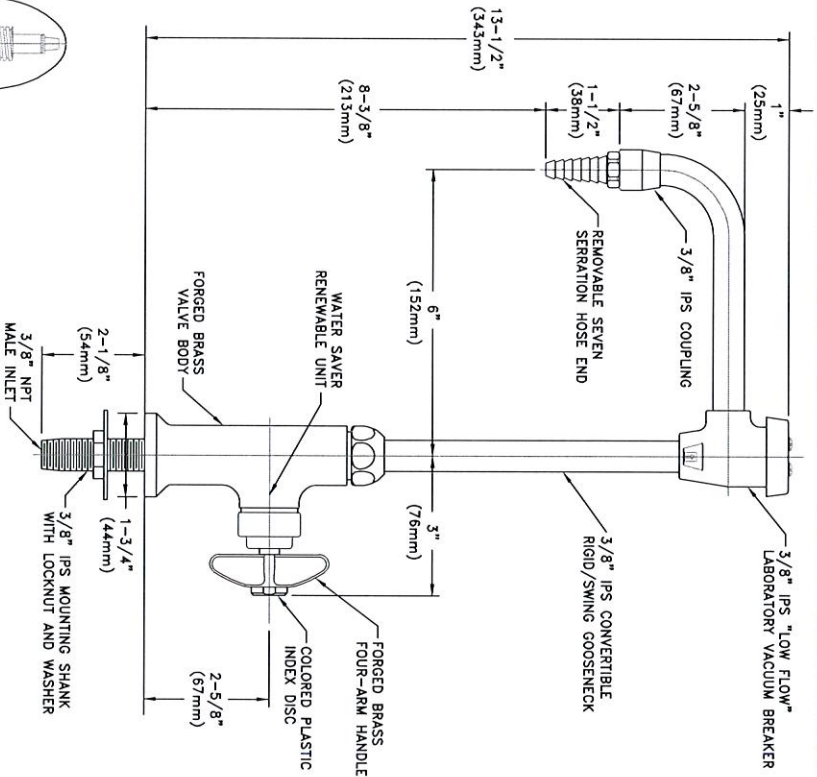 13-1/2"
(343mm)
1"
(25mm)
2-5/8"
(67mm)
1-1/2"
(38mm)
8-3/8"
(213mm)
3/8" IPS "LOW FLOW"
LABORATORY VACUUM BREAKER
3/8" IPS COUPLING
REMOVABLE SEVEN
SERRATION HOSE END
6"
(152mm)
3"
(76mm)
3/8" IPS CONVERTIBLE
RIGID/SWING GOOSENECK
WATER SAVER
RENEWABLE UNIT
FORGED BRASS
VALVE BODY
FORGED BRASS
FOUR-ARM HANDLE
COLORED PLASTIC
INDEX DISC
2-5/8"
(67mm)
2-1/8"
(54mm)
1-3/4"
(44mm)
3/8" NPT
MALE INLET
3/8" IPS MOUNTING SHANK
WITH LOCKNUT AND WASHER